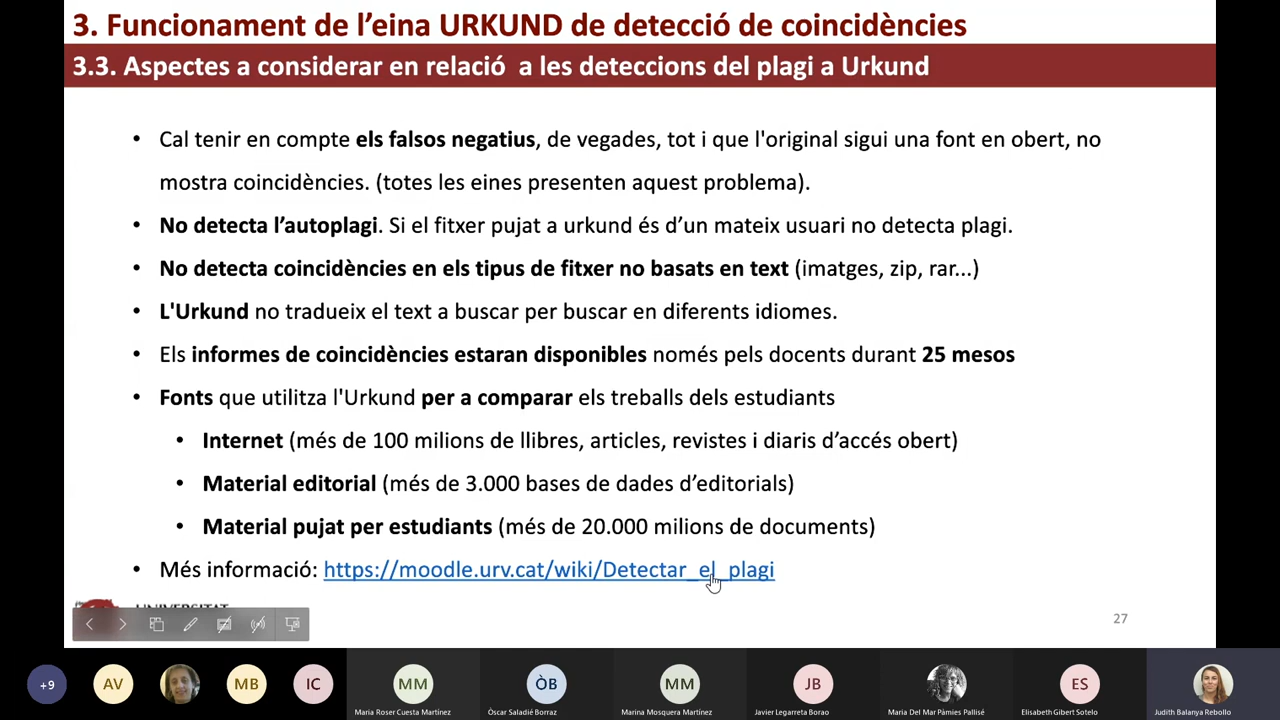 3. Funcionament de l’eina URKUND de detecció de coincidències
3.3. Aspectes a considerar en relació a les deteccions del plagi a Urkund
• Cal tenir en compte els falsos negatius, de vegades, tot i que l'original sigui una font en obert, no
mostra coincidències. (totes les eines presenten aquest problema).
• No detecta l’autoplagi. Si el fitxer pujat a urkund és d’un mateix usuari no detecta plagi.
• No detecta coincidències en els tipus de fitxer no basats en text (imatges, zip, rar...)
• L'Urkund no tradueix el text a buscar per buscar en diferents idiomes.
• Els informes de coincidències estaran disponibles només pels docents durant 25 mesos
• Fonts que utilitza l'Urkund per a comparar els treballs dels estudiants
• Internet (més de 100 milions de llibres, articles, revistes i diaris d’accés obert)
• Material editorial (més de 3.000 bases de dades d’editorials)
• Material pujat per estudiants (més de 20.000 milions de documents)
• Més informació: https://moodle.urv.cat/wiki/Detectar_el_plagi
UNIVERSITAT
27
+9 AV MB IC MM ÒB MM JB ES
Maria Roser Cuesta Martínez Òscar Saladié Borraz Marina Mosquera Martínez Javier Legarreta Borao Maria Del Mar Pàmies Pallisé Elisabeth Gibert Sotelo Judith Balanya Rebollo